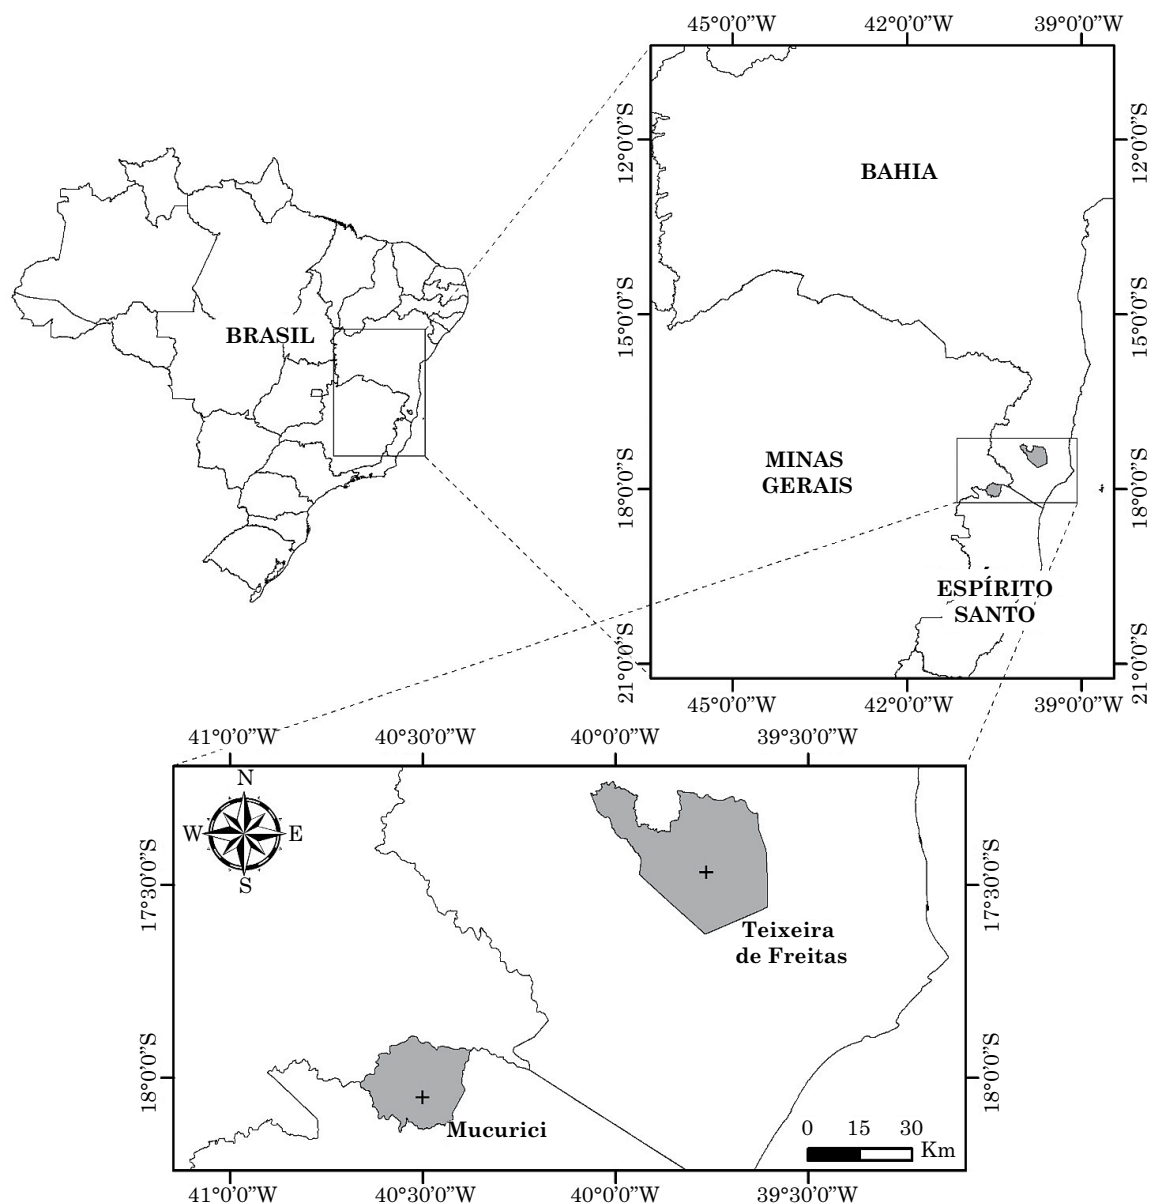 45°0’0”W 42°0’0”W 39°0’0”W
12°0’0”S 12°0’0”S
BAHIA
15°0’0”S 15°0’0”S
BRASIL
MINAS
GERAIS
18°0’0”S 18°0’0”S
ESPÍRITO
SANTO
21°0’0”S 21°0’0”S
45°0’0”W 42°0’0”W 39°0’0”W
41°0’0”W 40°30’0”W 40°0’0”W 39°30’0”W
N
W E
S
17°30’0”S 17°30’0”S
Teixeira
de Freitas
18°0’0”S 18°0’0”S
Mucurici
0 15 30
Km
41°0’0”W 40°30’0”W 40°0’0”W 39°30’0”W